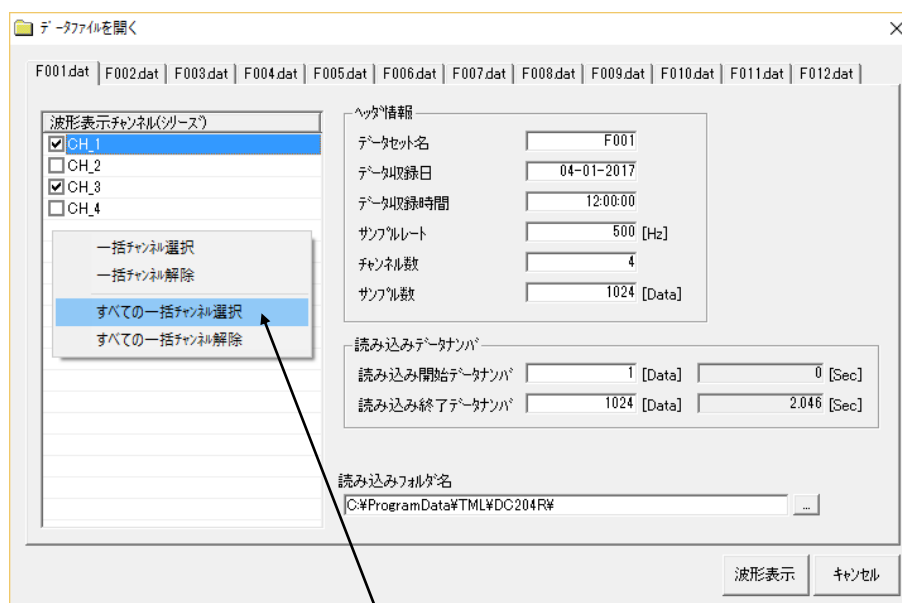 ﾃﾞｰﾀﾌｧｲﾙを開く
F001.dat F002.dat F003.dat F004.dat F005.dat F006.dat F007.dat F008.dat F009.dat F010.dat F011.dat F012.dat
波形表示ﾁｬﾝﾈﾙ(ｼﾘｰｽﾞ)
CH_1
CH_2
CH_3
CH_4
一括ﾁｬﾝﾈﾙ選択
一括ﾁｬﾝﾈﾙ解除
すべての一括ﾁｬﾝﾈﾙ選択
すべての一括ﾁｬﾝﾈﾙ解除
ﾍｯﾀﾞ情報
ﾃﾞｰﾀｾｯﾄ名 F001
ﾃﾞｰﾀ収録日 04-01-2017
ﾃﾞｰﾀ収録時間 12:00:00
ｻﾝﾌﾟﾙﾚｰﾄ 500 [Hz]
ﾁｬﾝﾈﾙ数 4
ｻﾝﾌﾟﾙ数 1024 [Data]
読み込みﾃﾞｰﾀﾅﾝﾊﾞ
読み込み開始ﾃﾞｰﾀﾅﾝﾊﾞ 1 [Data] 0 [Sec]
読み込み終了ﾃﾞｰﾀﾅﾝﾊﾞ 1024 [Data] 2.046 [Sec]
読み込みﾌｫﾙﾀﾞ名
C:¥ProgramData¥TML¥DC204R¥ ...
波形表示 ｷｬﾝｾﾙ